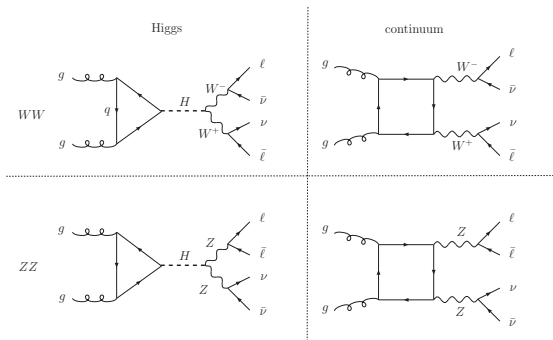 Higgs
continuum
WW
g
g
q
H
W⁻
W⁺
ℓ
ν̄
ν
ℓ̄
g
g
W⁻
W⁺
ℓ
ν̄
ν
ℓ̄
ZZ
g
g
H
Z
Z
ℓ
ℓ̄
ν
ν̄
g
g
Z
Z
ℓ
ℓ̄
ν
ν̄